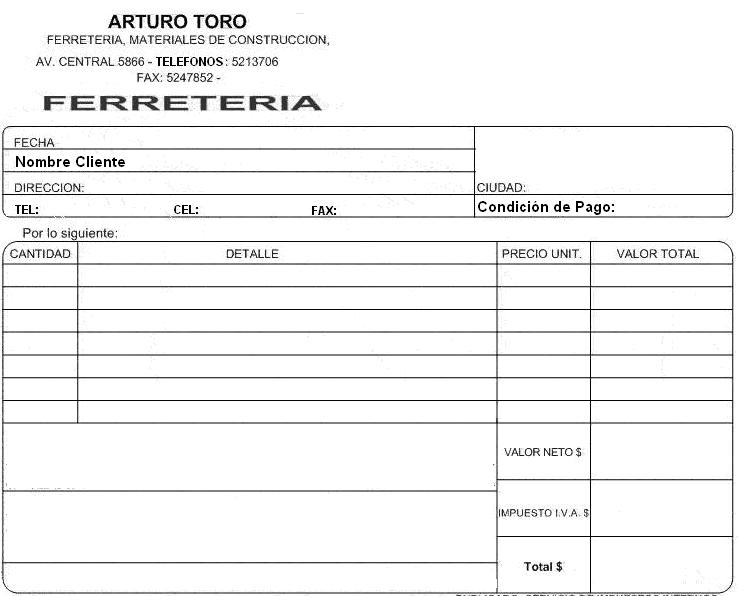 ARTURO TORO
FERRETERIA, MATERIALES DE CONSTRUCCION,
AV. CENTRAL 5866 - TELEFONOS: 5213706
FAX: 5247852 -
FERRETERIA
FECHA
Nombre Cliente
DIRECCION: CIUDAD:
TEL: CEL: FAX: Condición de Pago:
Por lo siguiente:
CANTIDAD DETALLE PRECIO UNIT. VALOR TOTAL
VALOR NETO $
IMPUESTO I.V.A. $
Total $